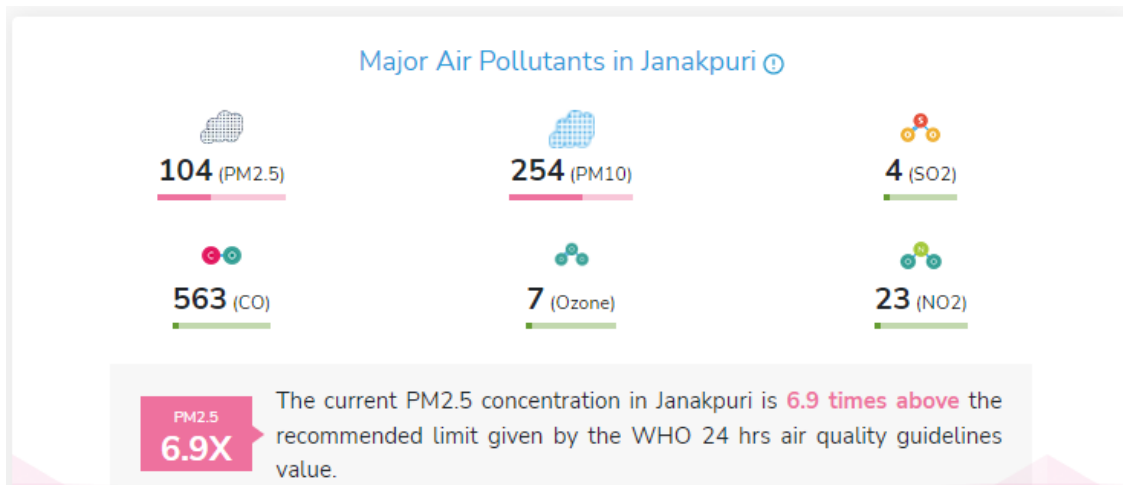 Major Air Pollutants in Janakpuri
104 (PM2.5)
254 (PM10)
4 (SO2)
563 (CO)
7 (Ozone)
23 (NO2)
PM2.5
6.9X
The current PM2.5 concentration in Janakpuri is 6.9 times above the
recommended limit given by the WHO 24 hrs air quality guidelines
value.